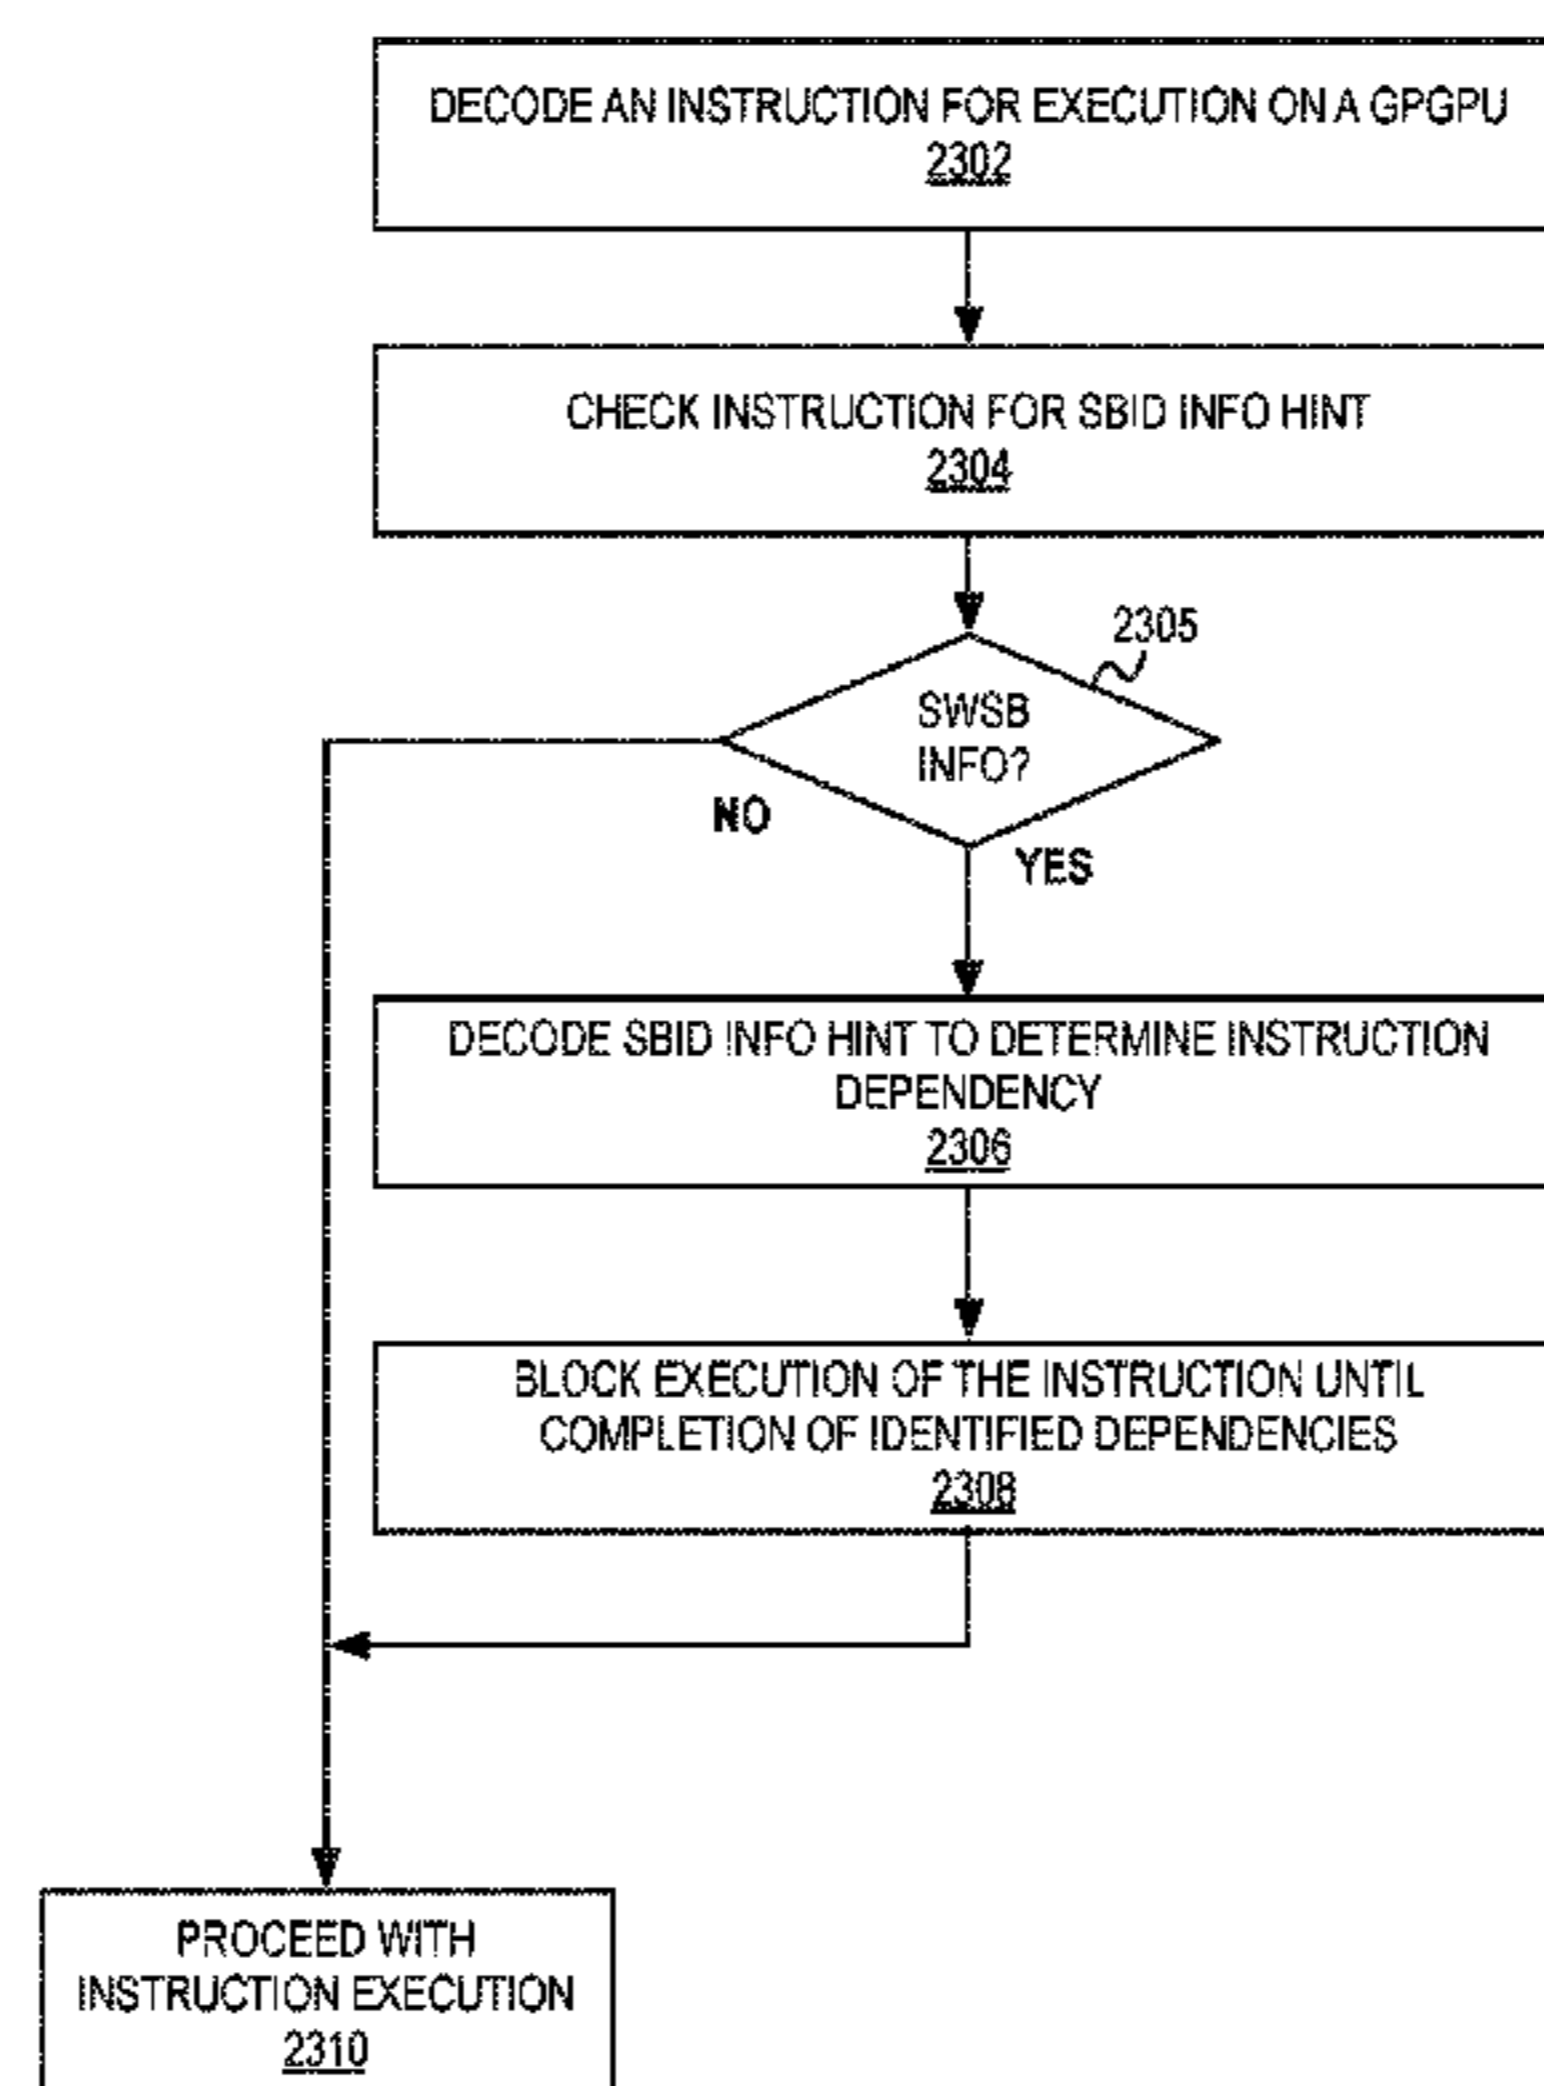 DECODE AN INSTRUCTION FOR EXECUTION ON A GPGPU
2302
CHECK INSTRUCTION FOR SBID INFO HINT
2304
2305
SWSB
INFO?
NO
YES
DECODE SBID INFO HINT TO DETERMINE INSTRUCTION
DEPENDENCY
2306
BLOCK EXECUTION OF THE INSTRUCTION UNTIL
COMPLETION OF IDENTIFIED DEPENDENCIES
2308
PROCEED WITH
INSTRUCTION EXECUTION
2310